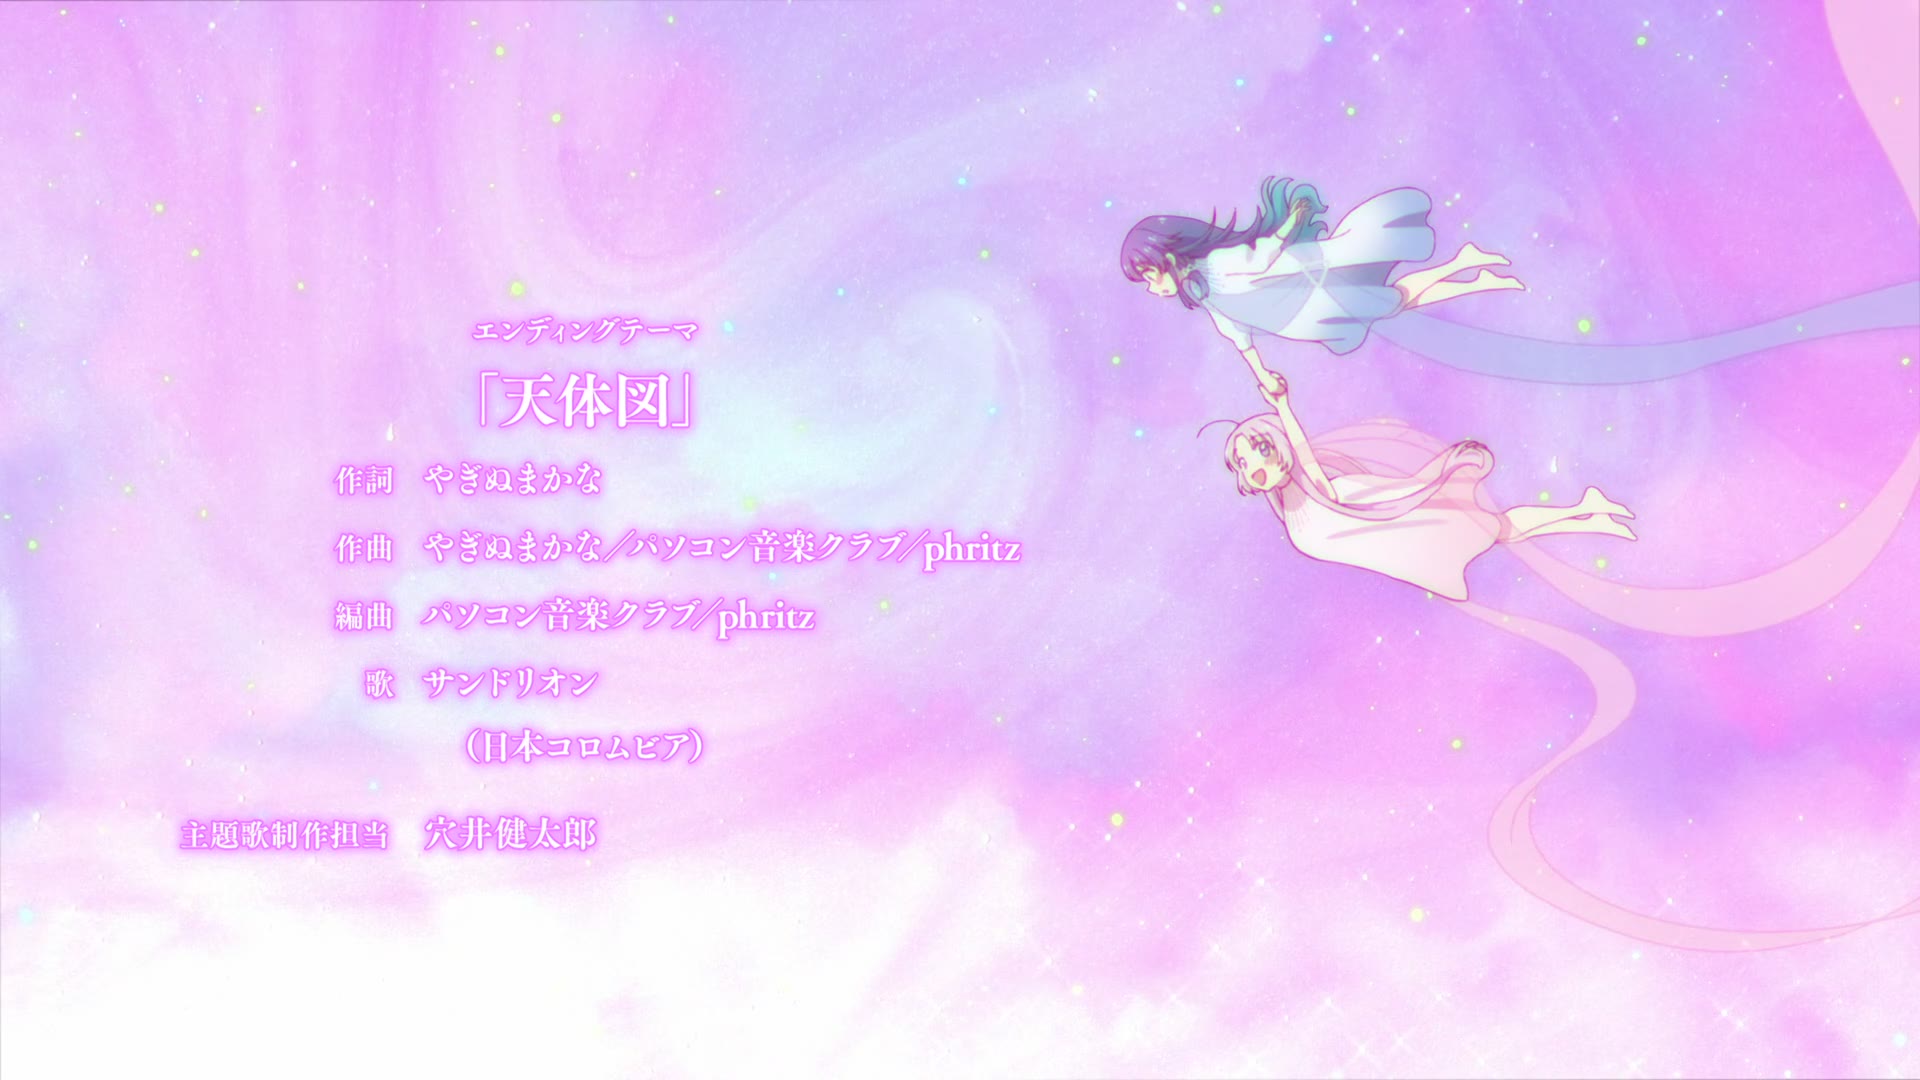 エンディングテーマ
「天体図」
作詞 やぎぬまかな
作曲 やぎぬまかな／パソコン音楽クラブ／phritz
編曲 パソコン音楽クラブ／phritz
歌 サンドリオン
（日本コロムビア）
主題歌制作担当 穴井健太郎